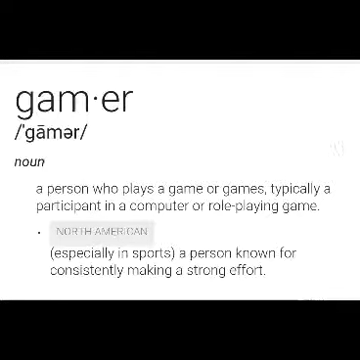 gam·er
/ˈɡāmər/
noun
a person who plays a game or games, typically a
participant in a computer or role-playing game.
• NORTH AMERICAN
(especially in sports) a person known for
consistently making a strong effort.